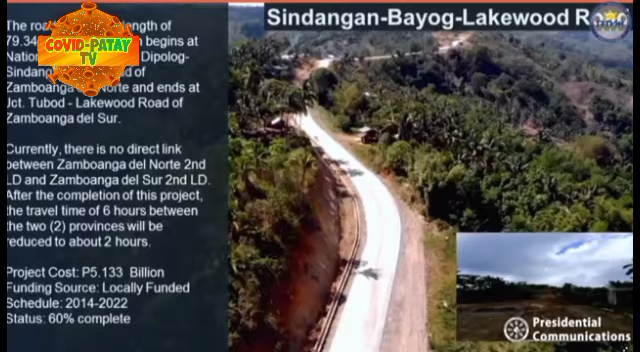 Sindangan-Bayog-Lakewood R
The road length of
79.34 begins at
COVID-PATAY
TV
National Dipolog-
Sindang of
Zamboanga Norte and ends at
Jct. Tubod - Lakewood Road of
Zamboanga del Sur.
Currently, there is no direct link
between Zamboanga del Norte 2nd
LD and Zamboanga del Sur 2nd LD.
After the completion of this project,
the travel time of 6 hours between
the two (2) provinces will be
reduced to about 2 hours.
Project Cost: P5.133 Billion
Funding Source: Locally Funded
Schedule: 2014-2022
Status: 60% complete
Presidential
Communications